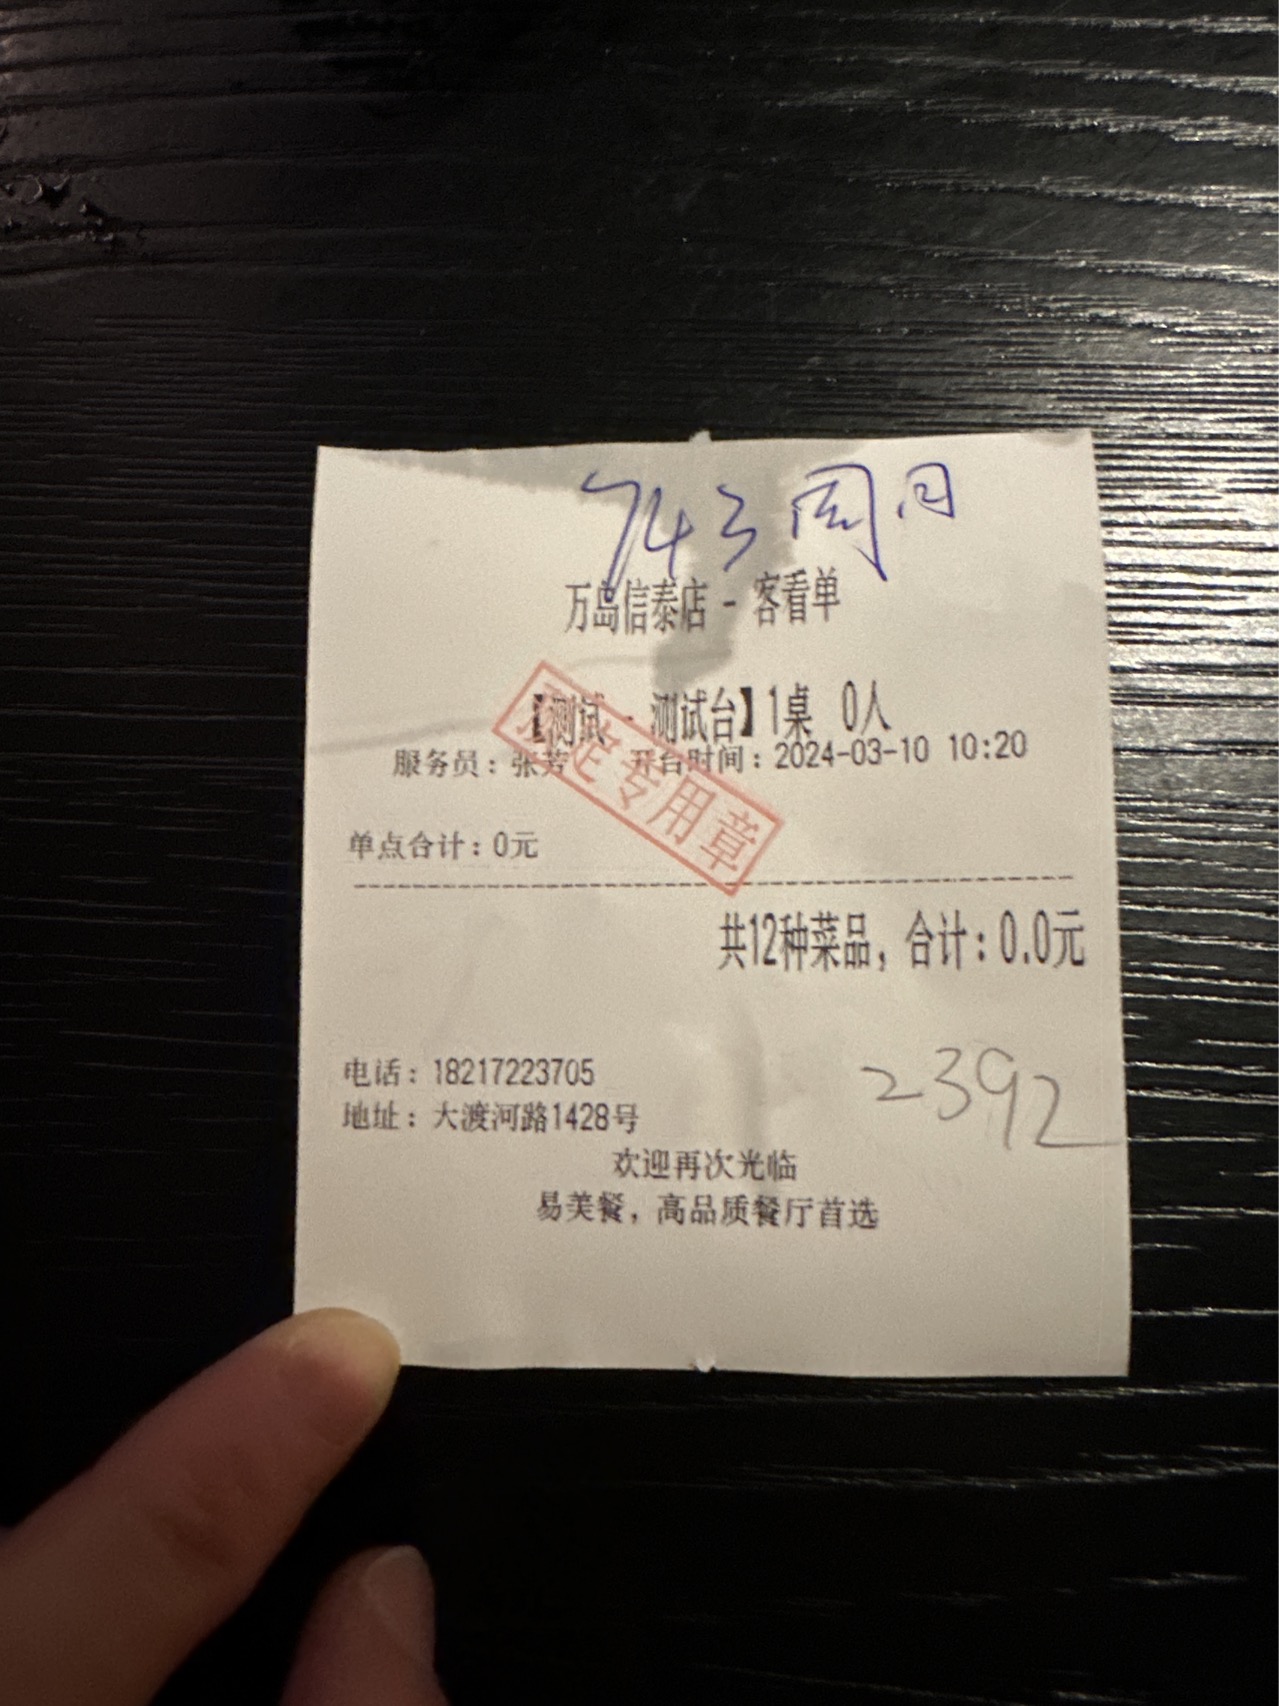 743 周日
万岛信泰店 - 客看单
【测试 - 测试台】1桌 0人
服务员：张芳 开台时间：2024-03-10 10:20
专用章
单点合计：0元
共12种菜品，合计：0.0元
2392
电话：18217223705
地址：大渡河路1428号
欢迎再次光临
易美餐，高品质餐厅首选